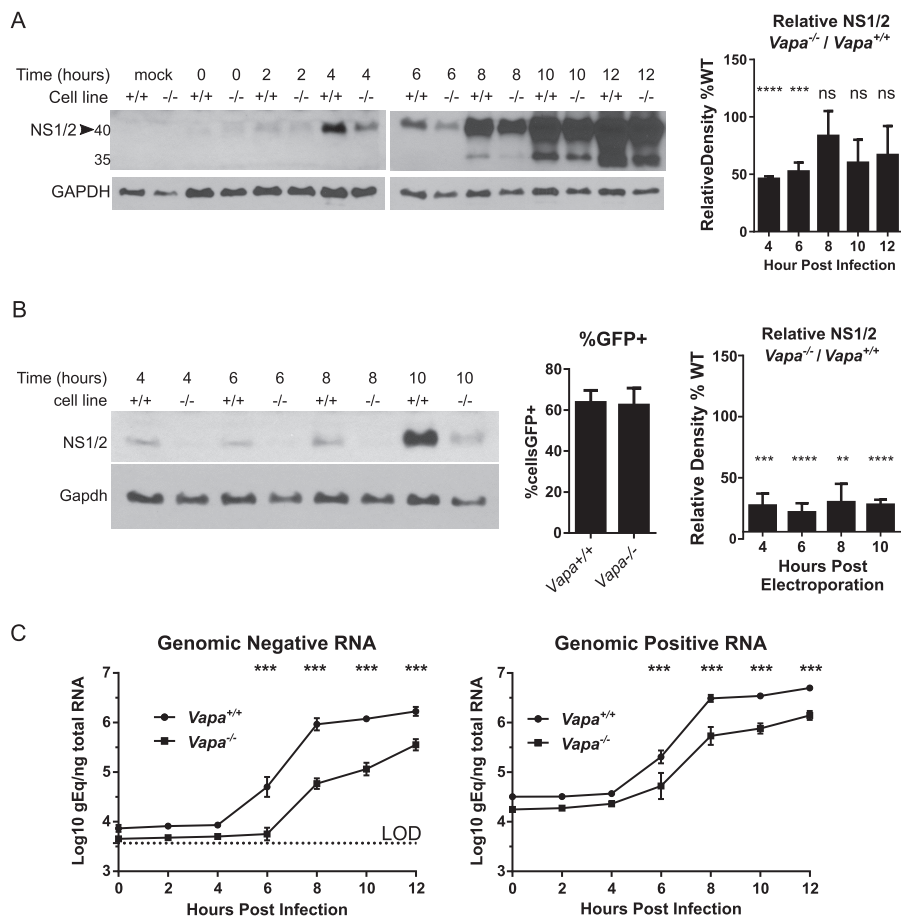 A
Time (hours) mock 0 0 2 2 4 4 6 6 8 8 10 10 12 12
Cell line +/+ -/- +/+ -/- +/+ -/- +/+ -/- +/+ -/- +/+ -/- +/+ -/- +/+ -/-
NS1/2 ►40
35
GAPDH
Relative NS1/2
Vapa-/- / Vapa+/+
RelativeDensity %WT
150
100
50
0
**** *** ns ns ns
4 6 8 10 12
Hour Post Infection
B
Time (hours) 4 4 6 6 8 8 10 10
cell line +/+ -/- +/+ -/- +/+ -/- +/+ -/-
NS1/2
Gapdh
%GFP+
%cellsGFP+
80
60
40
20
0
Vapa+/+ Vapa-/-
Relative NS1/2
Vapa-/- / Vapa+/+
Relative Density % WT
150
100
50
0
*** **** ** ****
4 6 8 10
Hours Post
Electroporation
C
Genomic Negative RNA
Log10 gEq/ng total RNA
7
6
5
4
3
*** *** *** ***
Vapa+/+
Vapa-/-
LOD
0 2 4 6 8 10 12
Hours Post Infection
Genomic Positive RNA
Log10 gEq/ng total RNA
7
6
5
4
3
*** *** *** ***
Vapa+/+
Vapa-/-
0 2 4 6 8 10 12
Hours Post Infection